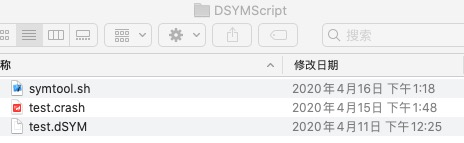 DSYMScript
搜索
称 修改日期
symtool.sh 2020年4月16日 下午1:18
test.crash 2020年4月15日 下午1:48
test.dSYM 2020年4月11日 下午12:25